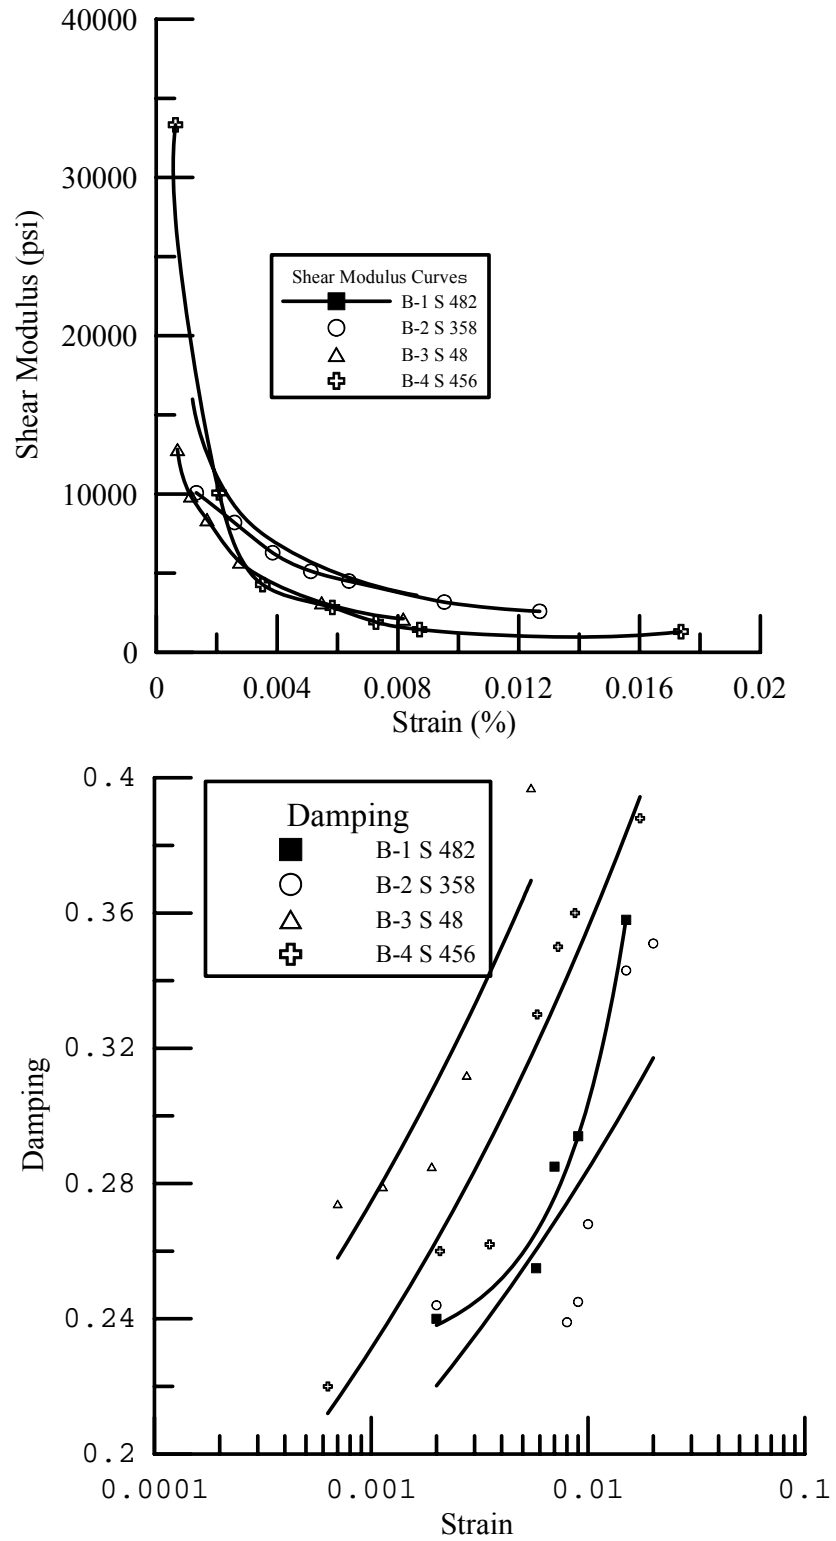 40000
30000
20000
10000
0
Shear Modulus (psi)
Shear Modulus Curves
B-1 S 482
B-2 S 358
B-3 S 48
B-4 S 456
0 0.004 0.008 0.012 0.016 0.02
Strain (%)
0.4
0.36
0.32
0.28
0.24
0.2
Damping
Damping
B-1 S 482
B-2 S 358
B-3 S 48
B-4 S 456
0.0001 0.001 0.01 0.1
Strain